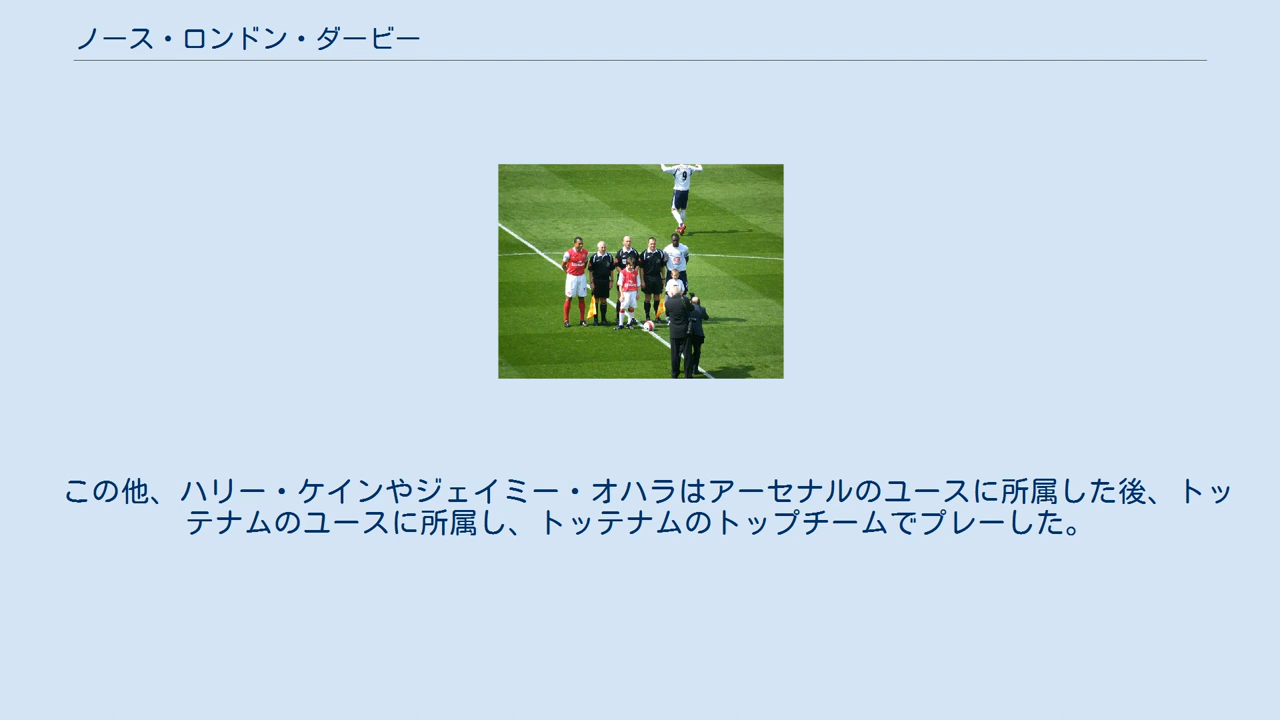 ノース・ロンドン・ダービー
9
この他、ハリー・ケインやジェイミー・オハラはアーセナルのユースに所属した後、トッ
テナムのユースに所属し、トッテナムのトップチームでプレーした。